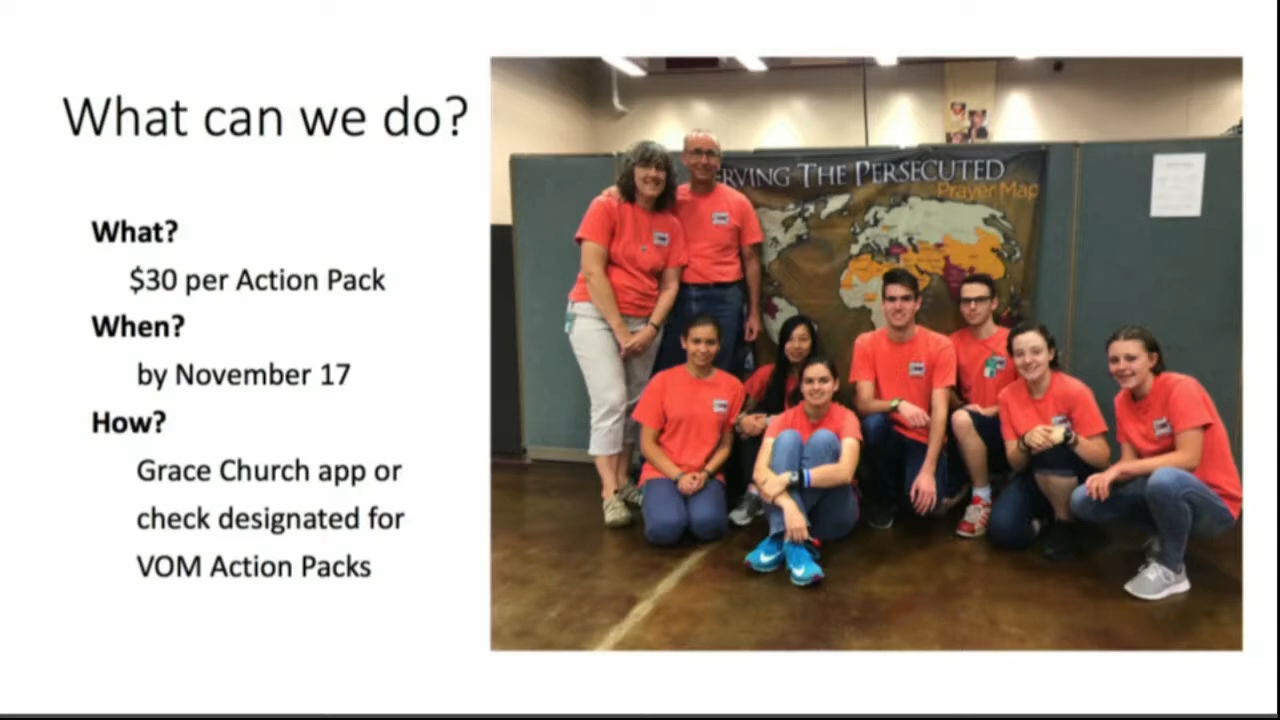 What can we do?
What?
$30 per Action Pack
When?
by November 17
How?
Grace Church app or
check designated for
VOM Action Packs
RVING THE PERSECUTED
Prayer Map